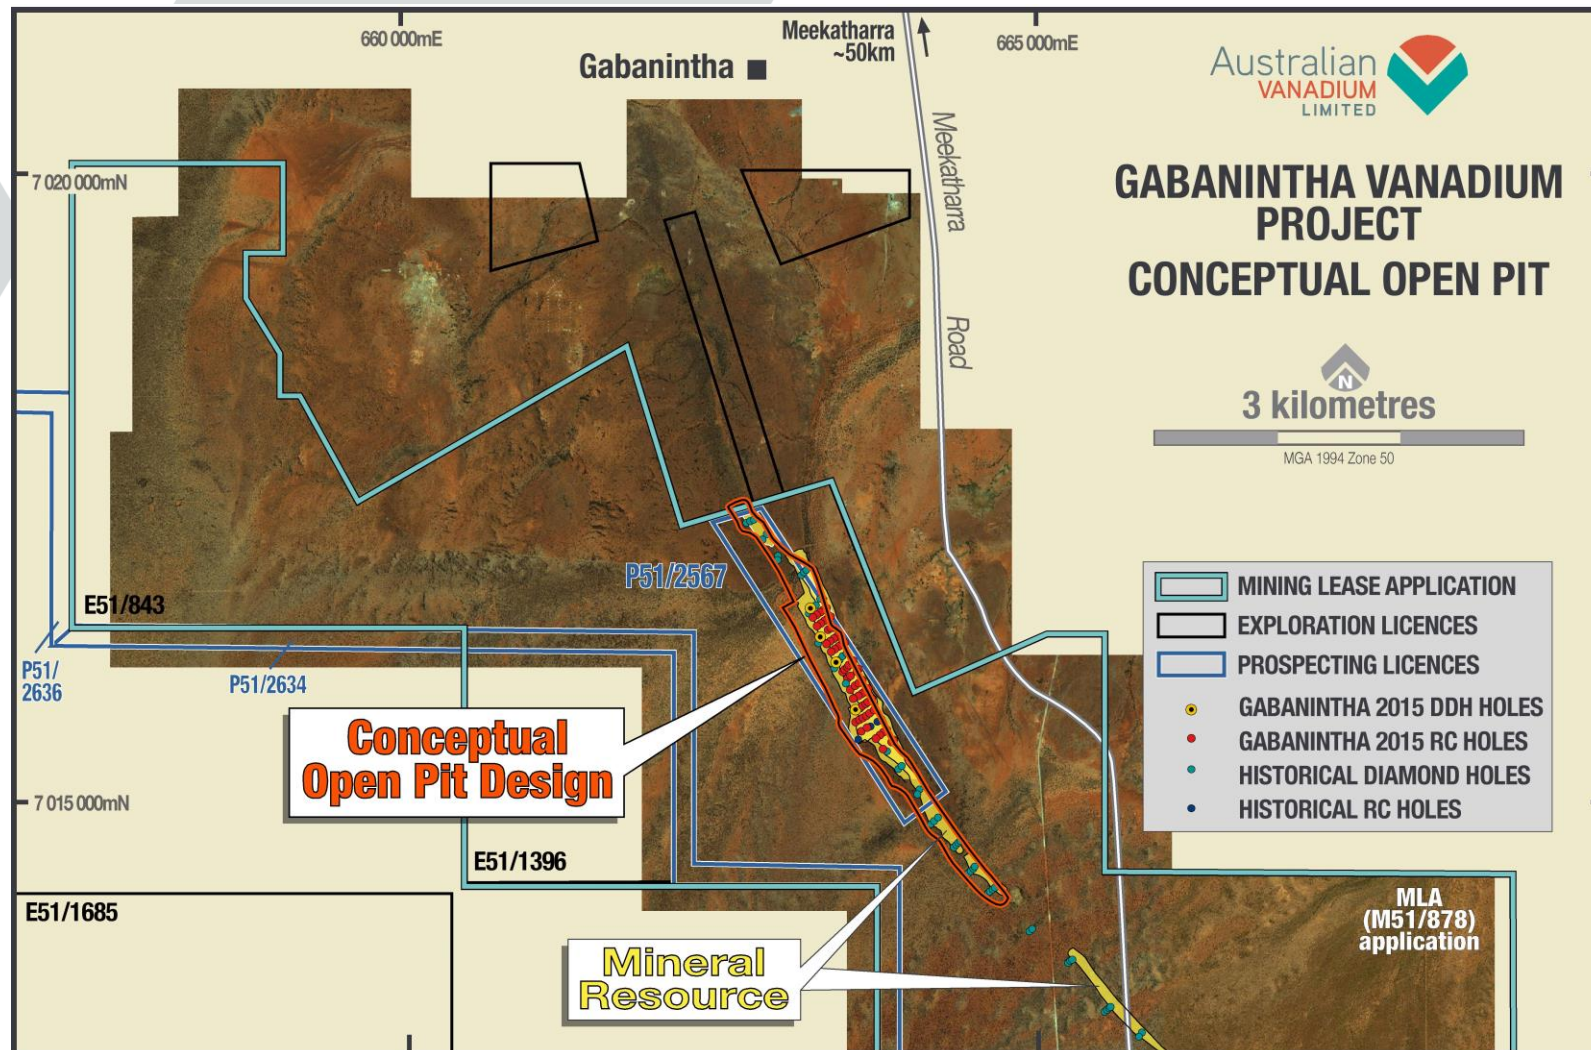 660 000mE
Meekatharra
~50km
665 000mE
Gabanintha
Australian
VANADIUM
LIMITED
7 020 000mN
Meekatharra
Road
GABANINTHA VANADIUM
PROJECT
CONCEPTUAL OPEN PIT
N
3 kilometres
MGA 1994 Zone 50
P51/2567
E51/843
P51/
2636
P51/2634
MINING LEASE APPLICATION
EXPLORATION LICENCES
PROSPECTING LICENCES
GABANINTHA 2015 DDH HOLES
GABANINTHA 2015 RC HOLES
HISTORICAL DIAMOND HOLES
HISTORICAL RC HOLES
Conceptual
Open Pit Design
7 015 000mN
E51/1396
E51/1685
MLA
(M51/878)
application
Mineral
Resource